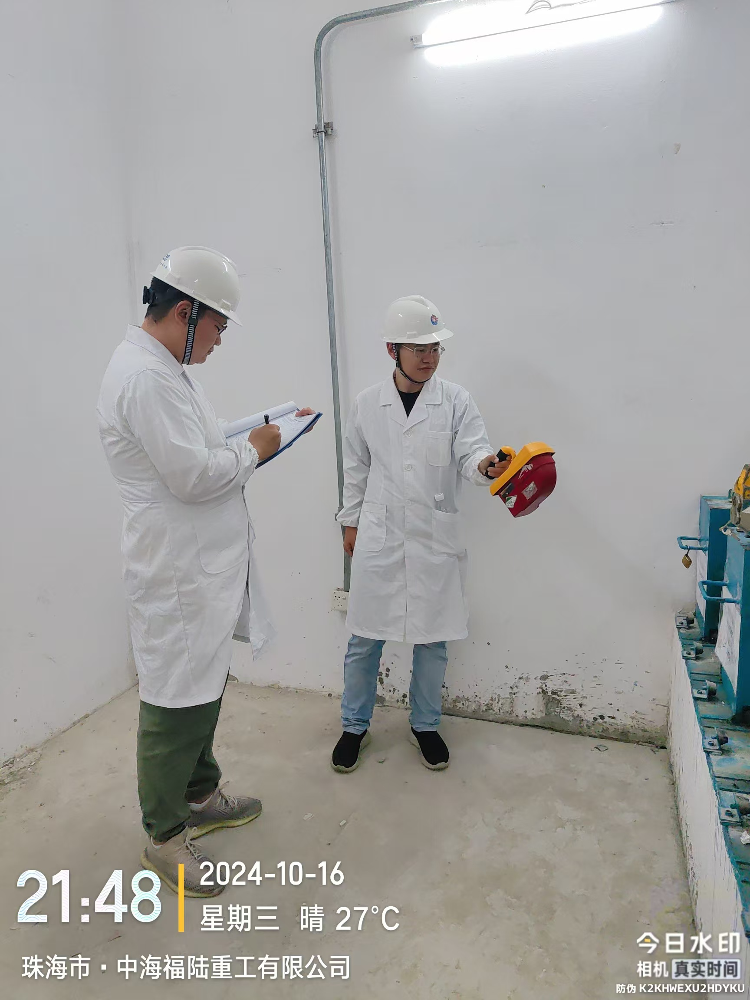 21:48
2024-10-16
星期三 晴 27°C
珠海市·中海福陆重工有限公司
今日水印
相机 真实时间
防伪 K2KHWEXU2HDYKU